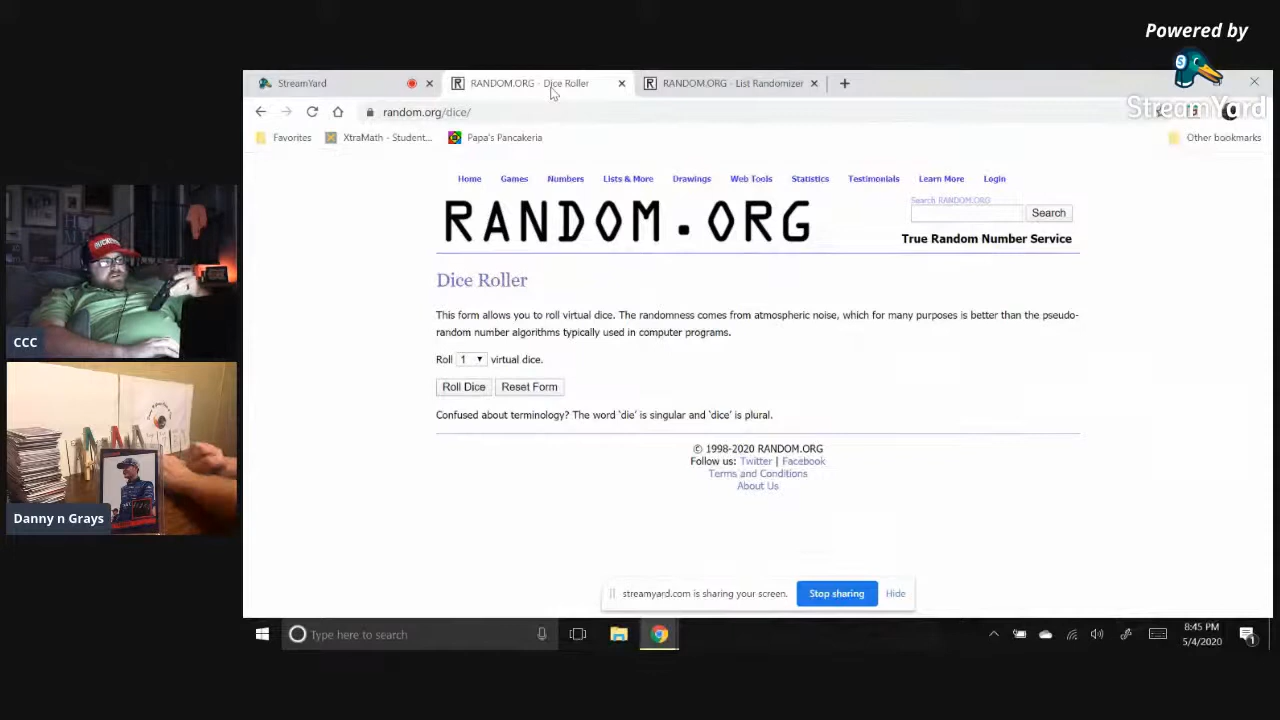 Powered by
StreamYard
StreamYard
RANDOM.ORG - Dice Roller
RANDOM.ORG - List Randomizer
random.org/dice/
Favorites
XtraMath - Student...
Papa's Pancakeria
Other bookmarks
Home Games Numbers Lists & More Drawings Web Tools Statistics Testimonials Learn More Login
Search RANDOM.ORG
Search
RANDOM.ORG
True Random Number Service
Dice Roller
This form allows you to roll virtual dice. The randomness comes from atmospheric noise, which for many purposes is better than the pseudo-
random number algorithms typically used in computer programs.
Roll 1 virtual dice.
Roll Dice Reset Form
Confused about terminology? The word 'die' is singular and 'dice' is plural.
© 1998-2020 RANDOM.ORG
Follow us: Twitter | Facebook
Terms and Conditions
About Us
CCC
Danny n Grays
streamyard.com is sharing your screen.
Stop sharing
Hide
Type here to search
8:45 PM
5/4/2020
1